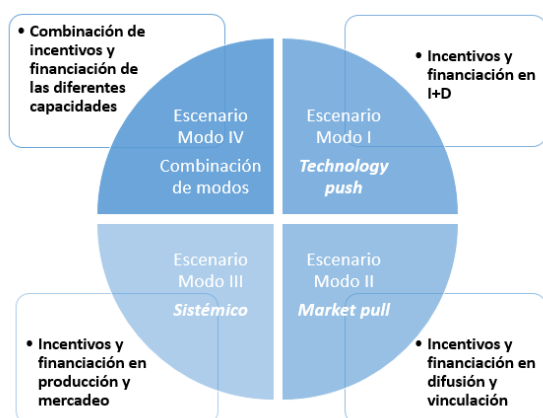 • Combinación de
incentivos y
financiación de
las diferentes
capacidades
• Incentivos y
financiación en
I+D
Escenario
Modo IV
Combinación
de modos
Escenario
Modo I
Technology
push
Escenario
Modo III
Sistémico
Escenario
Modo II
Market pull
• Incentivos y
financiación en
producción y
mercadeo
• Incentivos y
financiación en
difusión y
vinculación